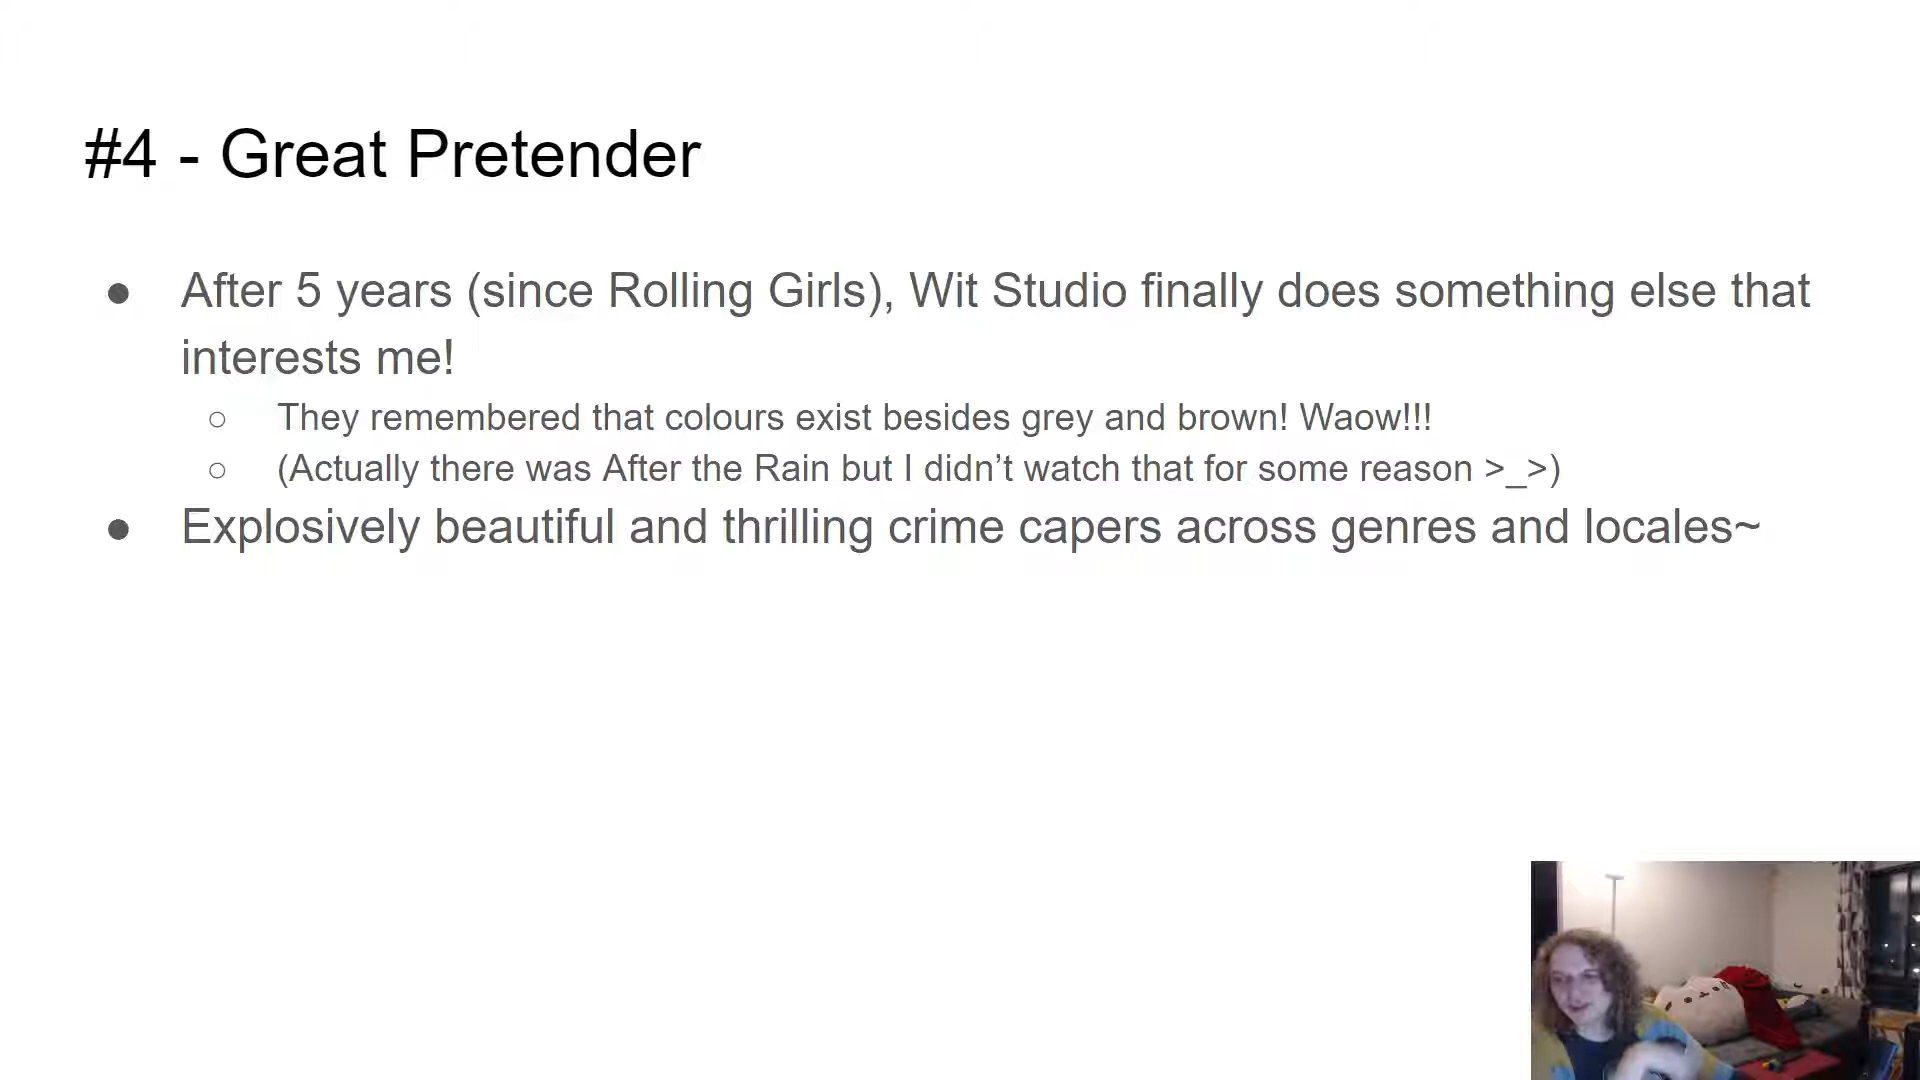 #4 - Great Pretender
● After 5 years (since Rolling Girls), Wit Studio finally does something else that
interests me!
○ They remembered that colours exist besides grey and brown! Waow!!!
○ (Actually there was After the Rain but I didn’t watch that for some reason >_>)
● Explosively beautiful and thrilling crime capers across genres and locales~